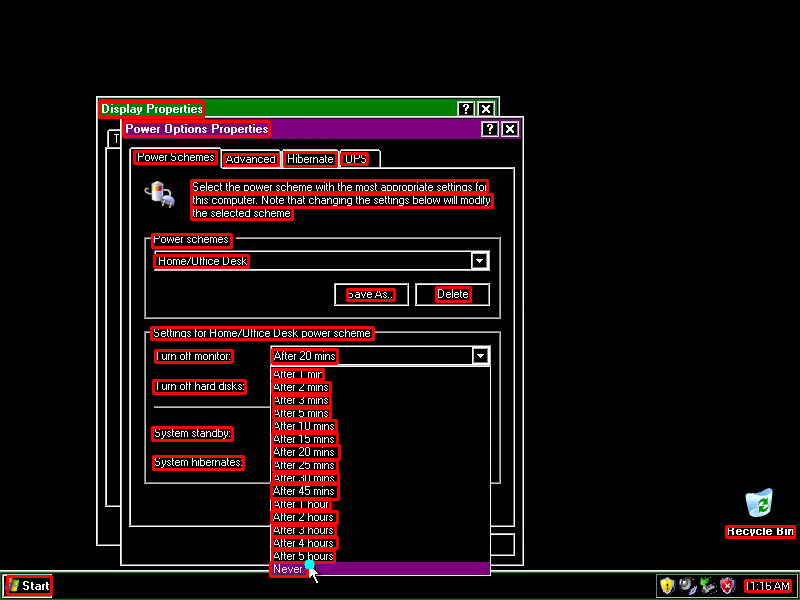 Display Properties
Power Options Properties
T
Power Schemes
Advanced
Hibernate
UPS
Select the power scheme with the most appropriate settings for
this computer. Note that changing the settings below will modify
the selected scheme
Power schemes
Home/Office Desk
Save As..
Delete
Settings for Home/Office Desk power scheme
Turn off monitor:
After 20 mins
After 1 min
After 2 mins
Turn off hard disks:
After 3 mins
After 5 mins
After 10 mins
System standby:
After 15 mins
After 20 mins
System hibernates:
After 25 mins
After 30 mins
After 45 mins
After 1 hour
After 2 hours
After 3 hours
After 4 hours
After 5 hours
Never
Recycle Bin
Start
11:16 AM